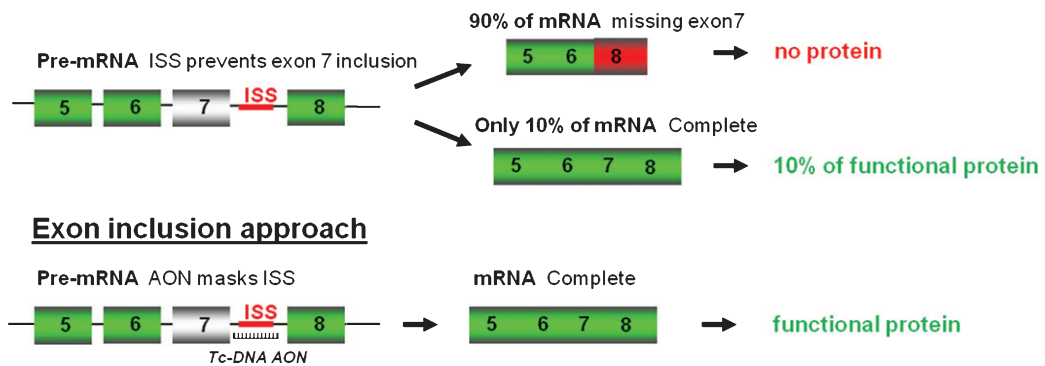 90% of mRNA missing exon7
5 6 8
no protein
Pre-mRNA ISS prevents exon 7 inclusion
5 6 7 ISS 8
Only 10% of mRNA Complete
5 6 7 8
10% of functional protein
Exon inclusion approach
Pre-mRNA AON masks ISS
5 6 7 ISS 8
Tc-DNA AON
mRNA Complete
5 6 7 8
functional protein